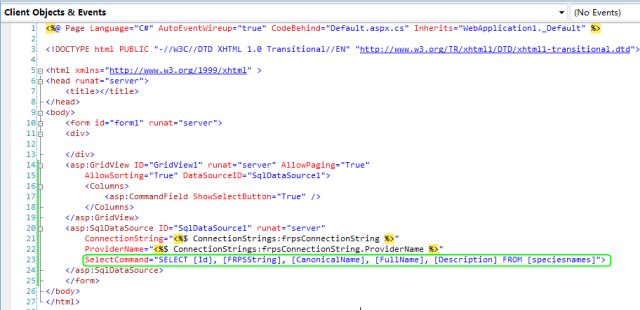 Client Objects & Events (No Events)
1 <%@ Page Language="C#" AutoEventWireup="true" CodeBehind="Default.aspx.cs" Inherits="WebApplication1._Default" %>
2
3 <!DOCTYPE html PUBLIC "-//W3C//DTD XHTML 1.0 Transitional//EN" "http://www.w3.org/TR/xhtml1/DTD/xhtml1-transitional.dtd">
4
5 <html xmlns="http://www.w3.org/1999/xhtml" >
6 <head runat="server">
7 <title></title>
8 </head>
9 <body>
10 <form id="form1" runat="server">
11 <div>
12
13 </div>
14 <asp:GridView ID="GridView1" runat="server" AllowPaging="True"
15 AllowSorting="True" DataSourceID="SqlDataSource1">
16 <Columns>
17 <asp:CommandField ShowSelectButton="True" />
18 </Columns>
19 </asp:GridView>
20 <asp:SqlDataSource ID="SqlDataSource1" runat="server"
21 ConnectionString="<%$ ConnectionStrings:frpsConnectionString %>"
22 ProviderName="<%$ ConnectionStrings:frpsConnectionString.ProviderName %>"
23 SelectCommand="SELECT [Id], [FRPSString], [CanonicalName], [FullName], [Description] FROM [speciesnames]">
24 </asp:SqlDataSource>
25 </form>
26 </body>
27 </html>